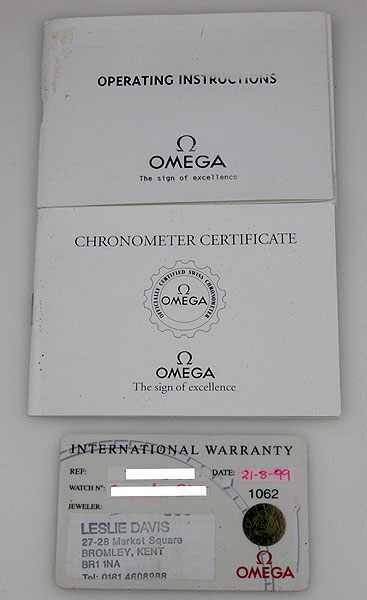 OPERATING INSTRUCTIONS
Ω
OMEGA
The sign of excellence
CHRONOMETER CERTIFICATE
OFFICIALLY CERTIFIED SWISS CHRONOMETER
Ω
OMEGA
Ω
OMEGA
The sign of excellence
INTERNATIONAL WARRANTY
REF: DATE: 21-8-99
WATCH Nº: 1062
JEWELER:
LESLIE DAVIS
27-28 Market Square
BROMLEY, KENT
BR1 1NA
Tel: 0181 4608988
Ω
OMEGA